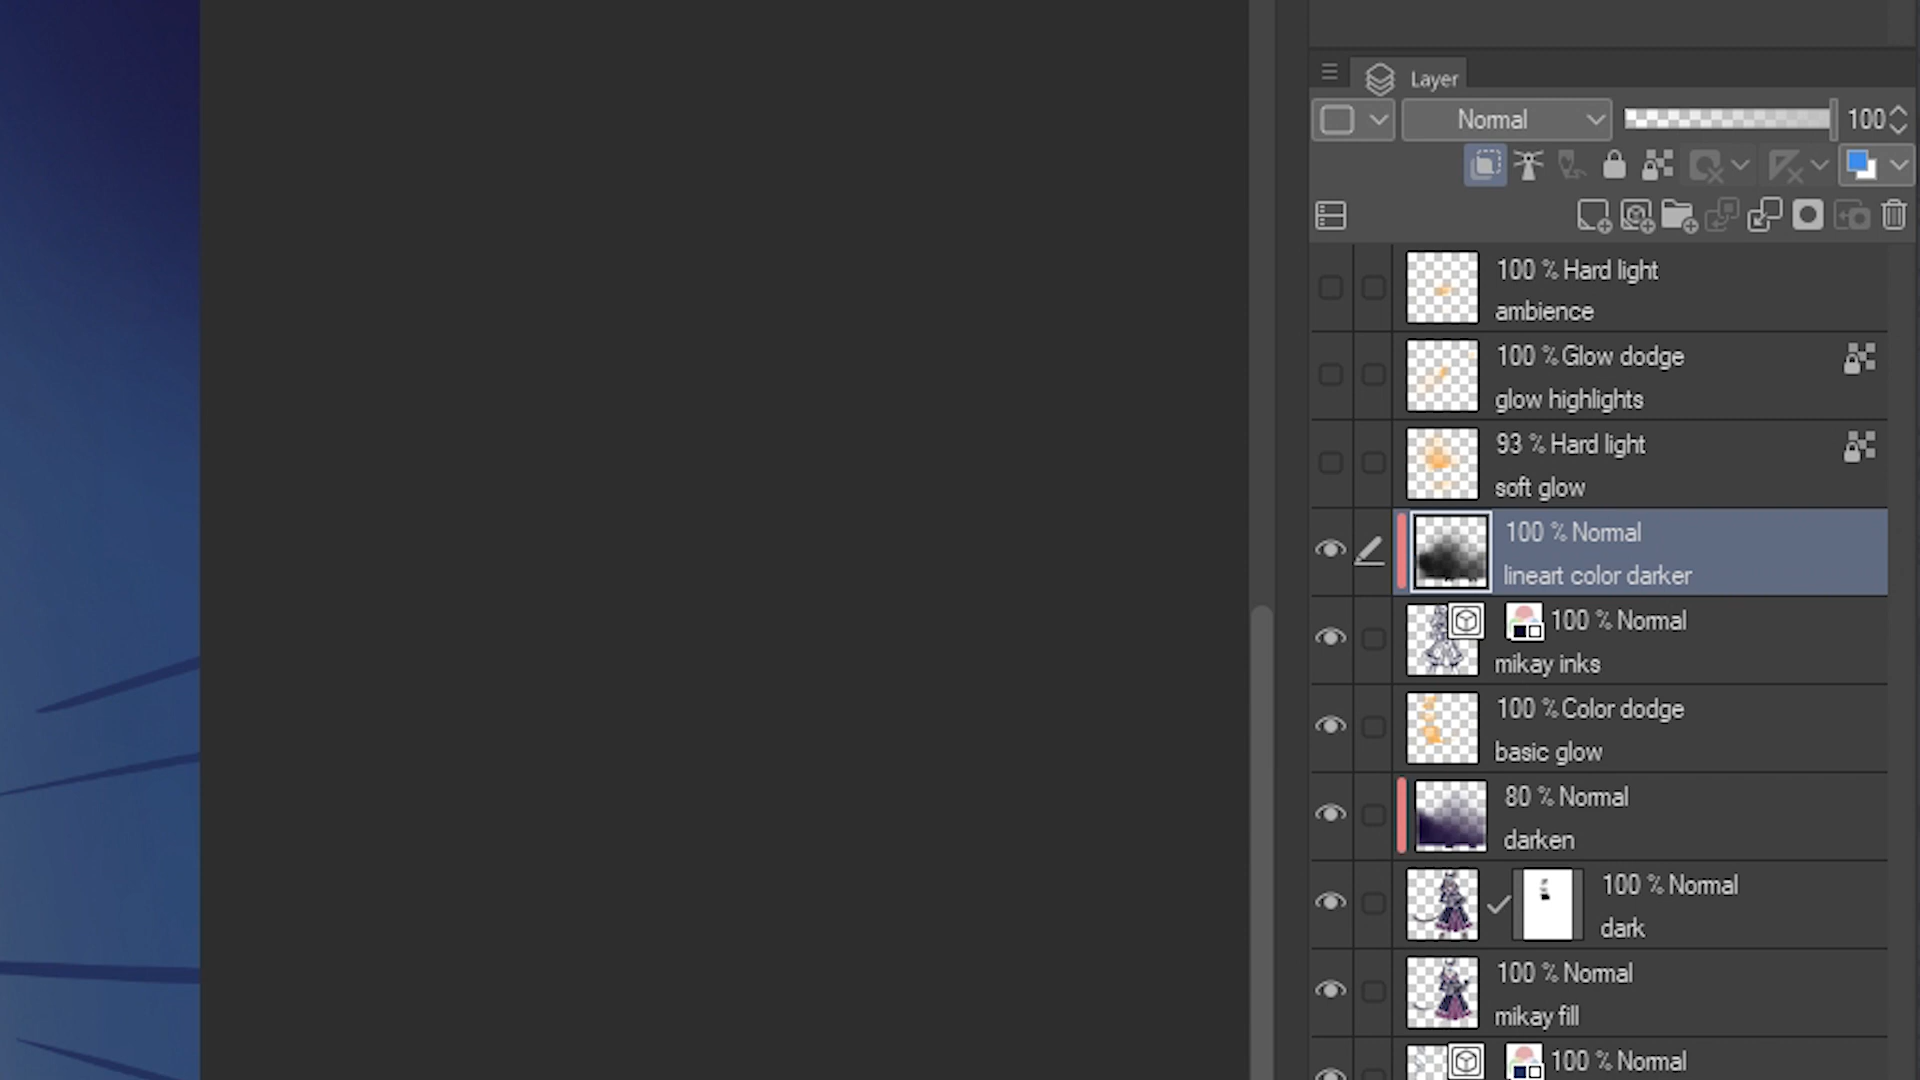 Layer
Normal
100
100 % Hard light
ambience
100 % Glow dodge
glow highlights
93 % Hard light
soft glow
100 % Normal
lineart color darker
100 % Normal
mikay inks
100 % Color dodge
basic glow
80 % Normal
darken
100 % Normal
dark
100 % Normal
mikay fill
100 % Normal